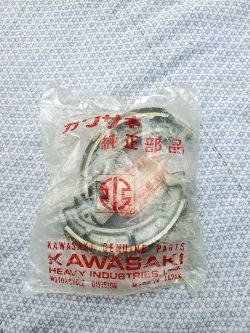 カワサキ
純正部品
KAWASAKI GENUINE PARTS
KAWASAKI
HEAVY INDUSTRIES, LTD.
MOTORCYCLE DIVISION MADE IN JAPAN